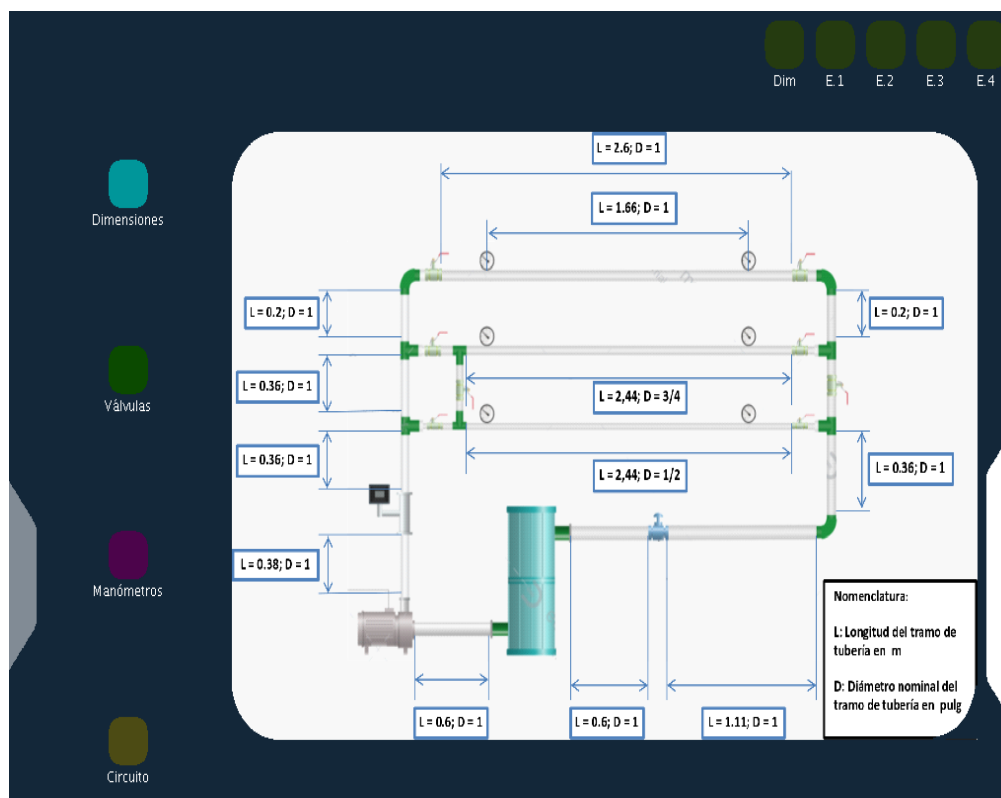 Dim E.1 E.2 E.3 E.4
L = 2.6; D = 1
Dimensiones
L = 1.66; D = 1
L = 0.2; D = 1
L = 0.2; D = 1
L = 0.36; D = 1
Válvulas
L = 2,44; D = 3/4
L = 0.36; D = 1
L = 0.36; D = 1
L = 2,44; D = 1/2
L = 0.38; D = 1
Manómetros
Nomenclatura:
L: Longitud del tramo de
tubería en m
D: Diámetro nominal del
tramo de tubería en pulg
L = 0.6; D = 1
L = 0.6; D = 1
L = 1.11; D = 1
Circuito